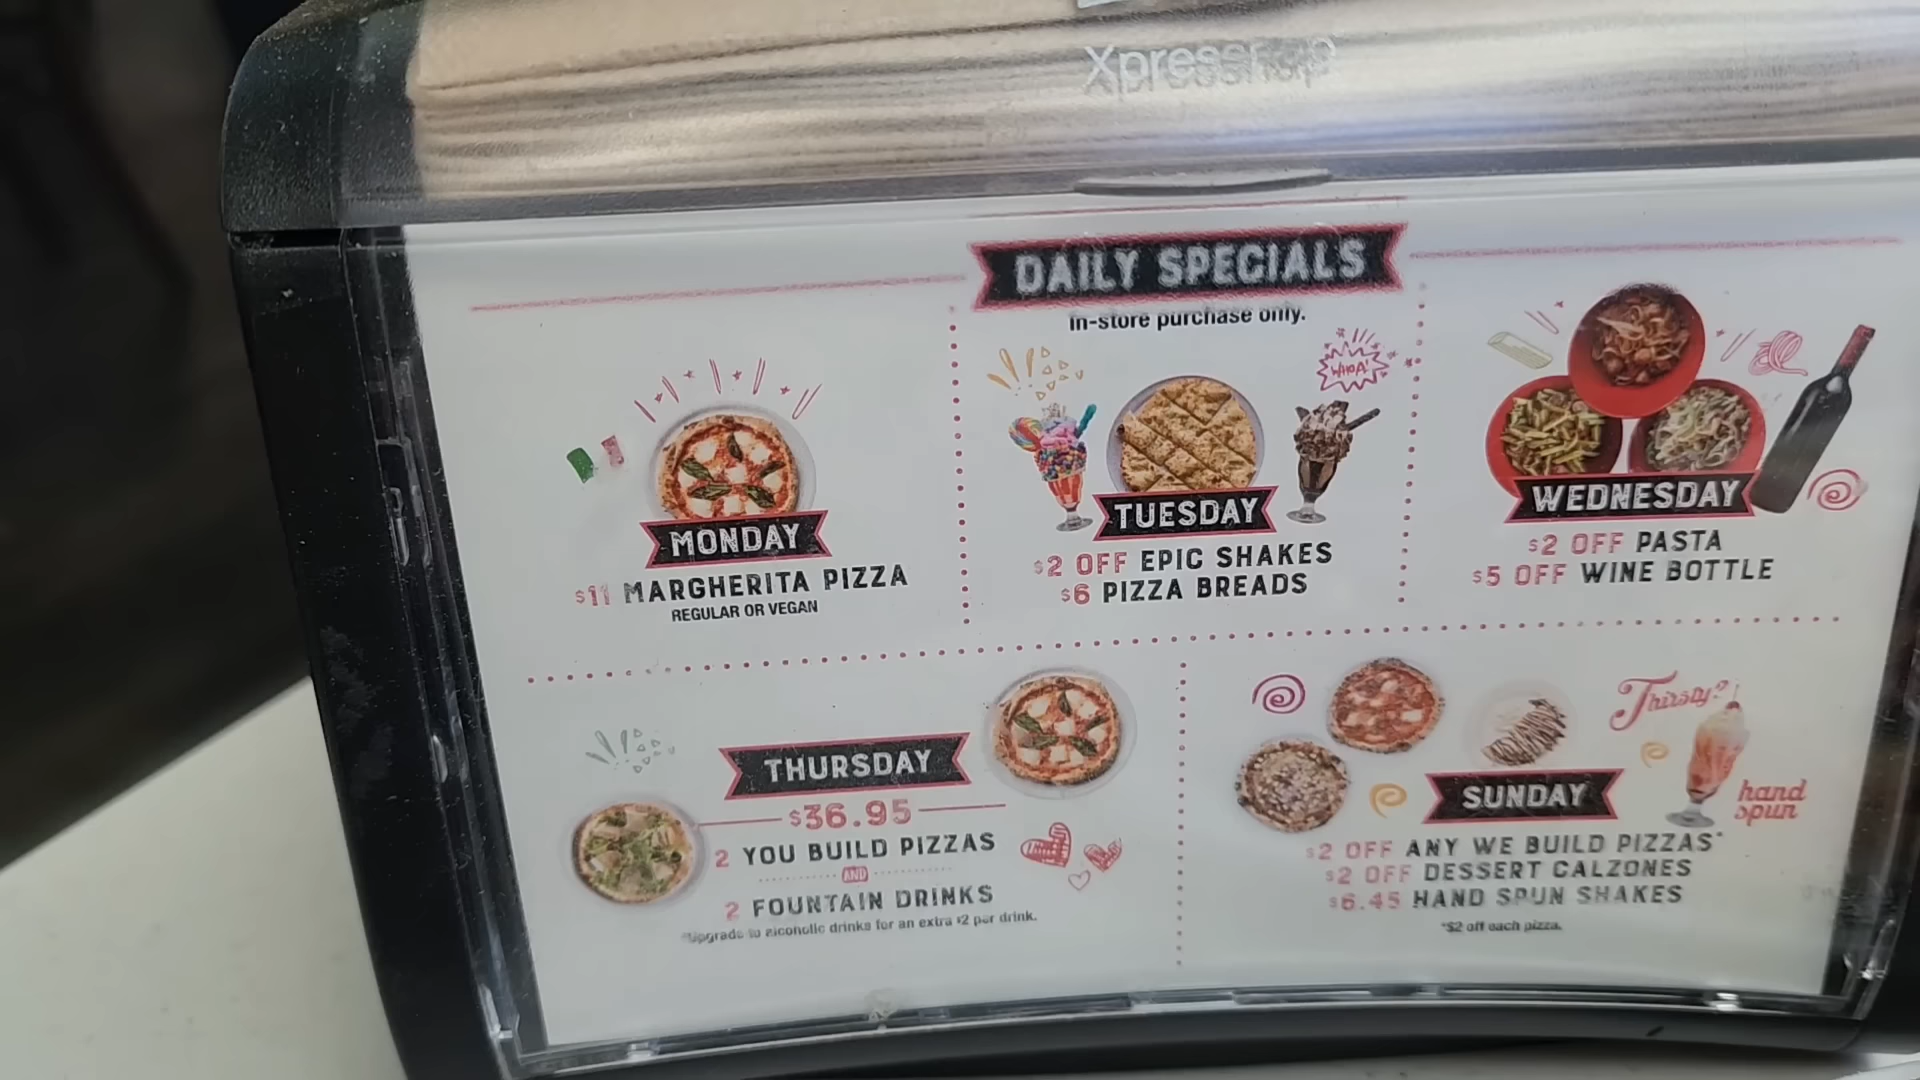 DAILY SPECIALS
In-store purchase only.
WHOA!
MONDAY
$11 MARGHERITA PIZZA
REGULAR OR VEGAN
TUESDAY
$2 OFF EPIC SHAKES
$6 PIZZA BREADS
WEDNESDAY
$2 OFF PASTA
$5 OFF WINE BOTTLE
THURSDAY
$36.95
2 YOU BUILD PIZZAS
AND
2 FOUNTAIN DRINKS
*Upgrade to alcoholic drinks for an extra $2 per drink.
Thirsty?
hand
spun
SUNDAY
$2 OFF ANY WE BUILD PIZZAS*
$2 OFF DESSERT CALZONES
$6.45 HAND SPUN SHAKES
*$2 off each pizza.